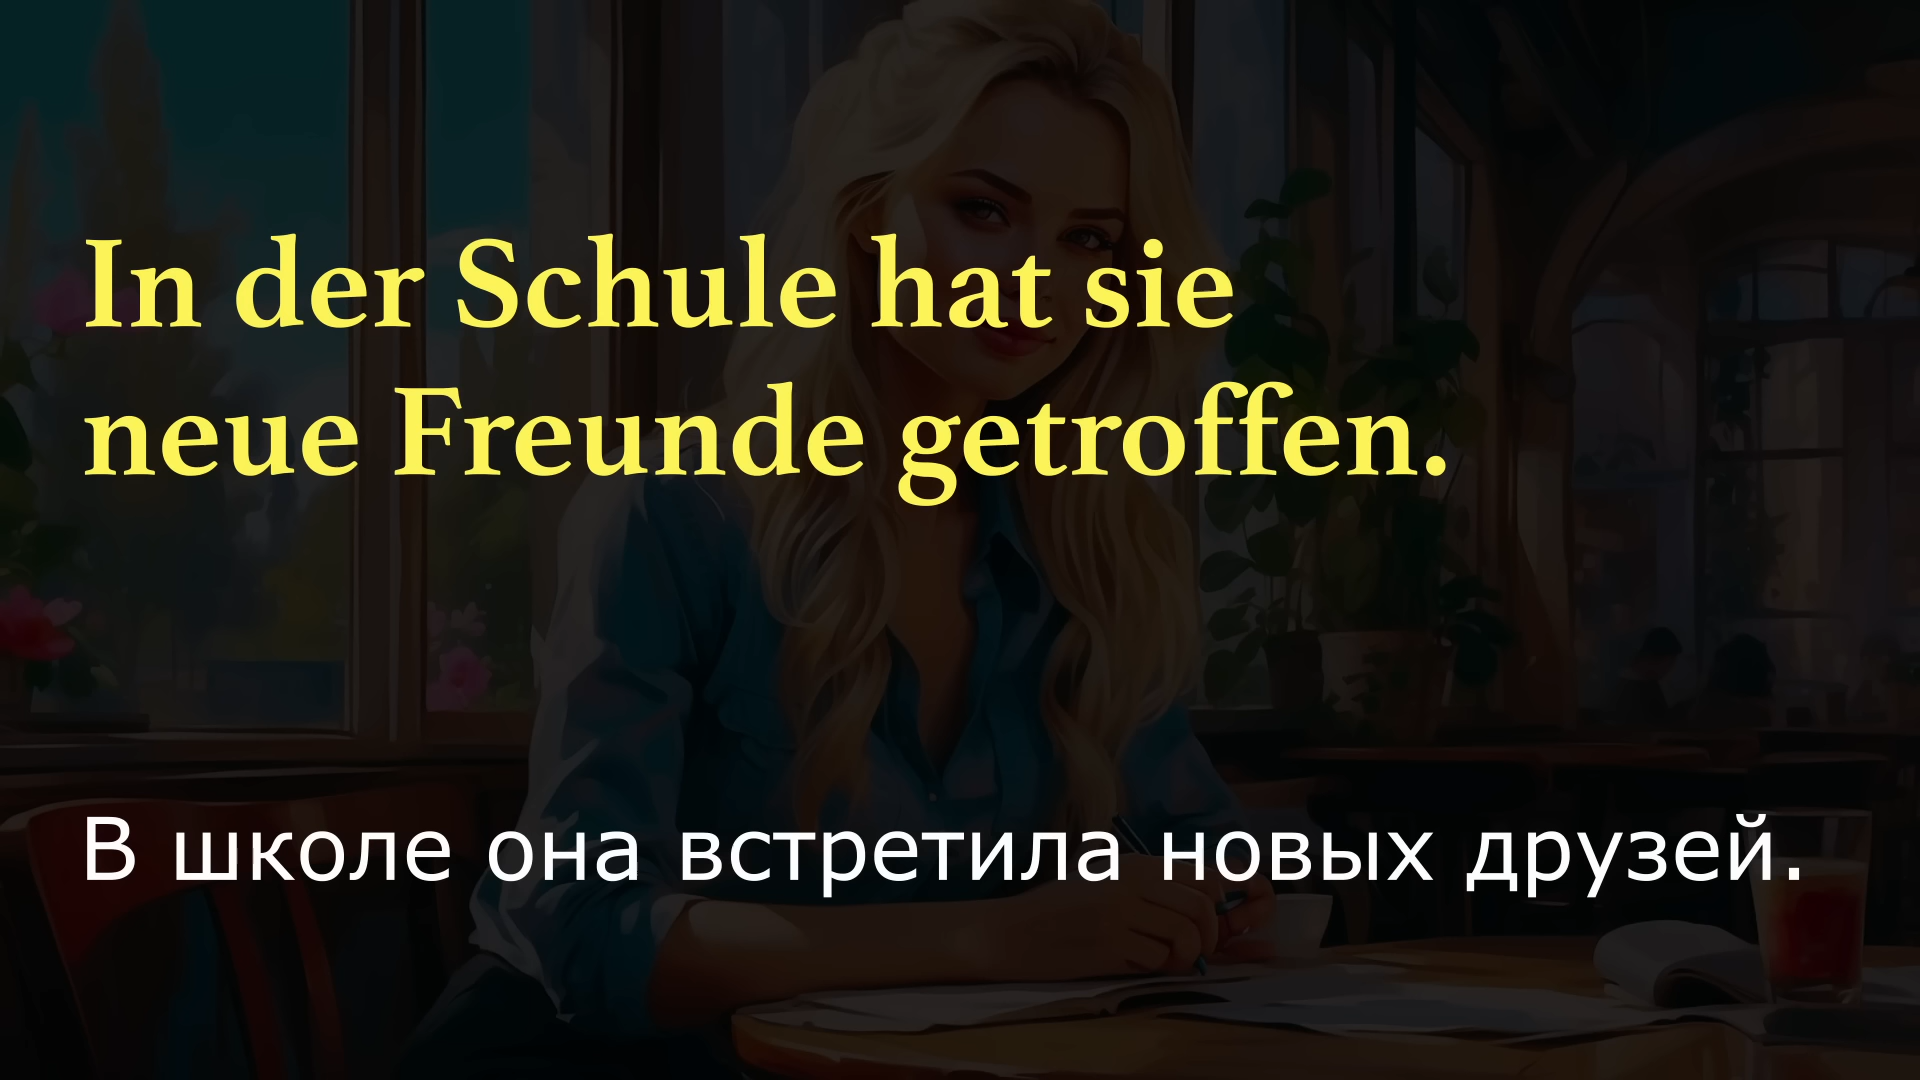 In der Schule hat sie
neue Freunde getroffen.
В школе она встретила новых друзей.